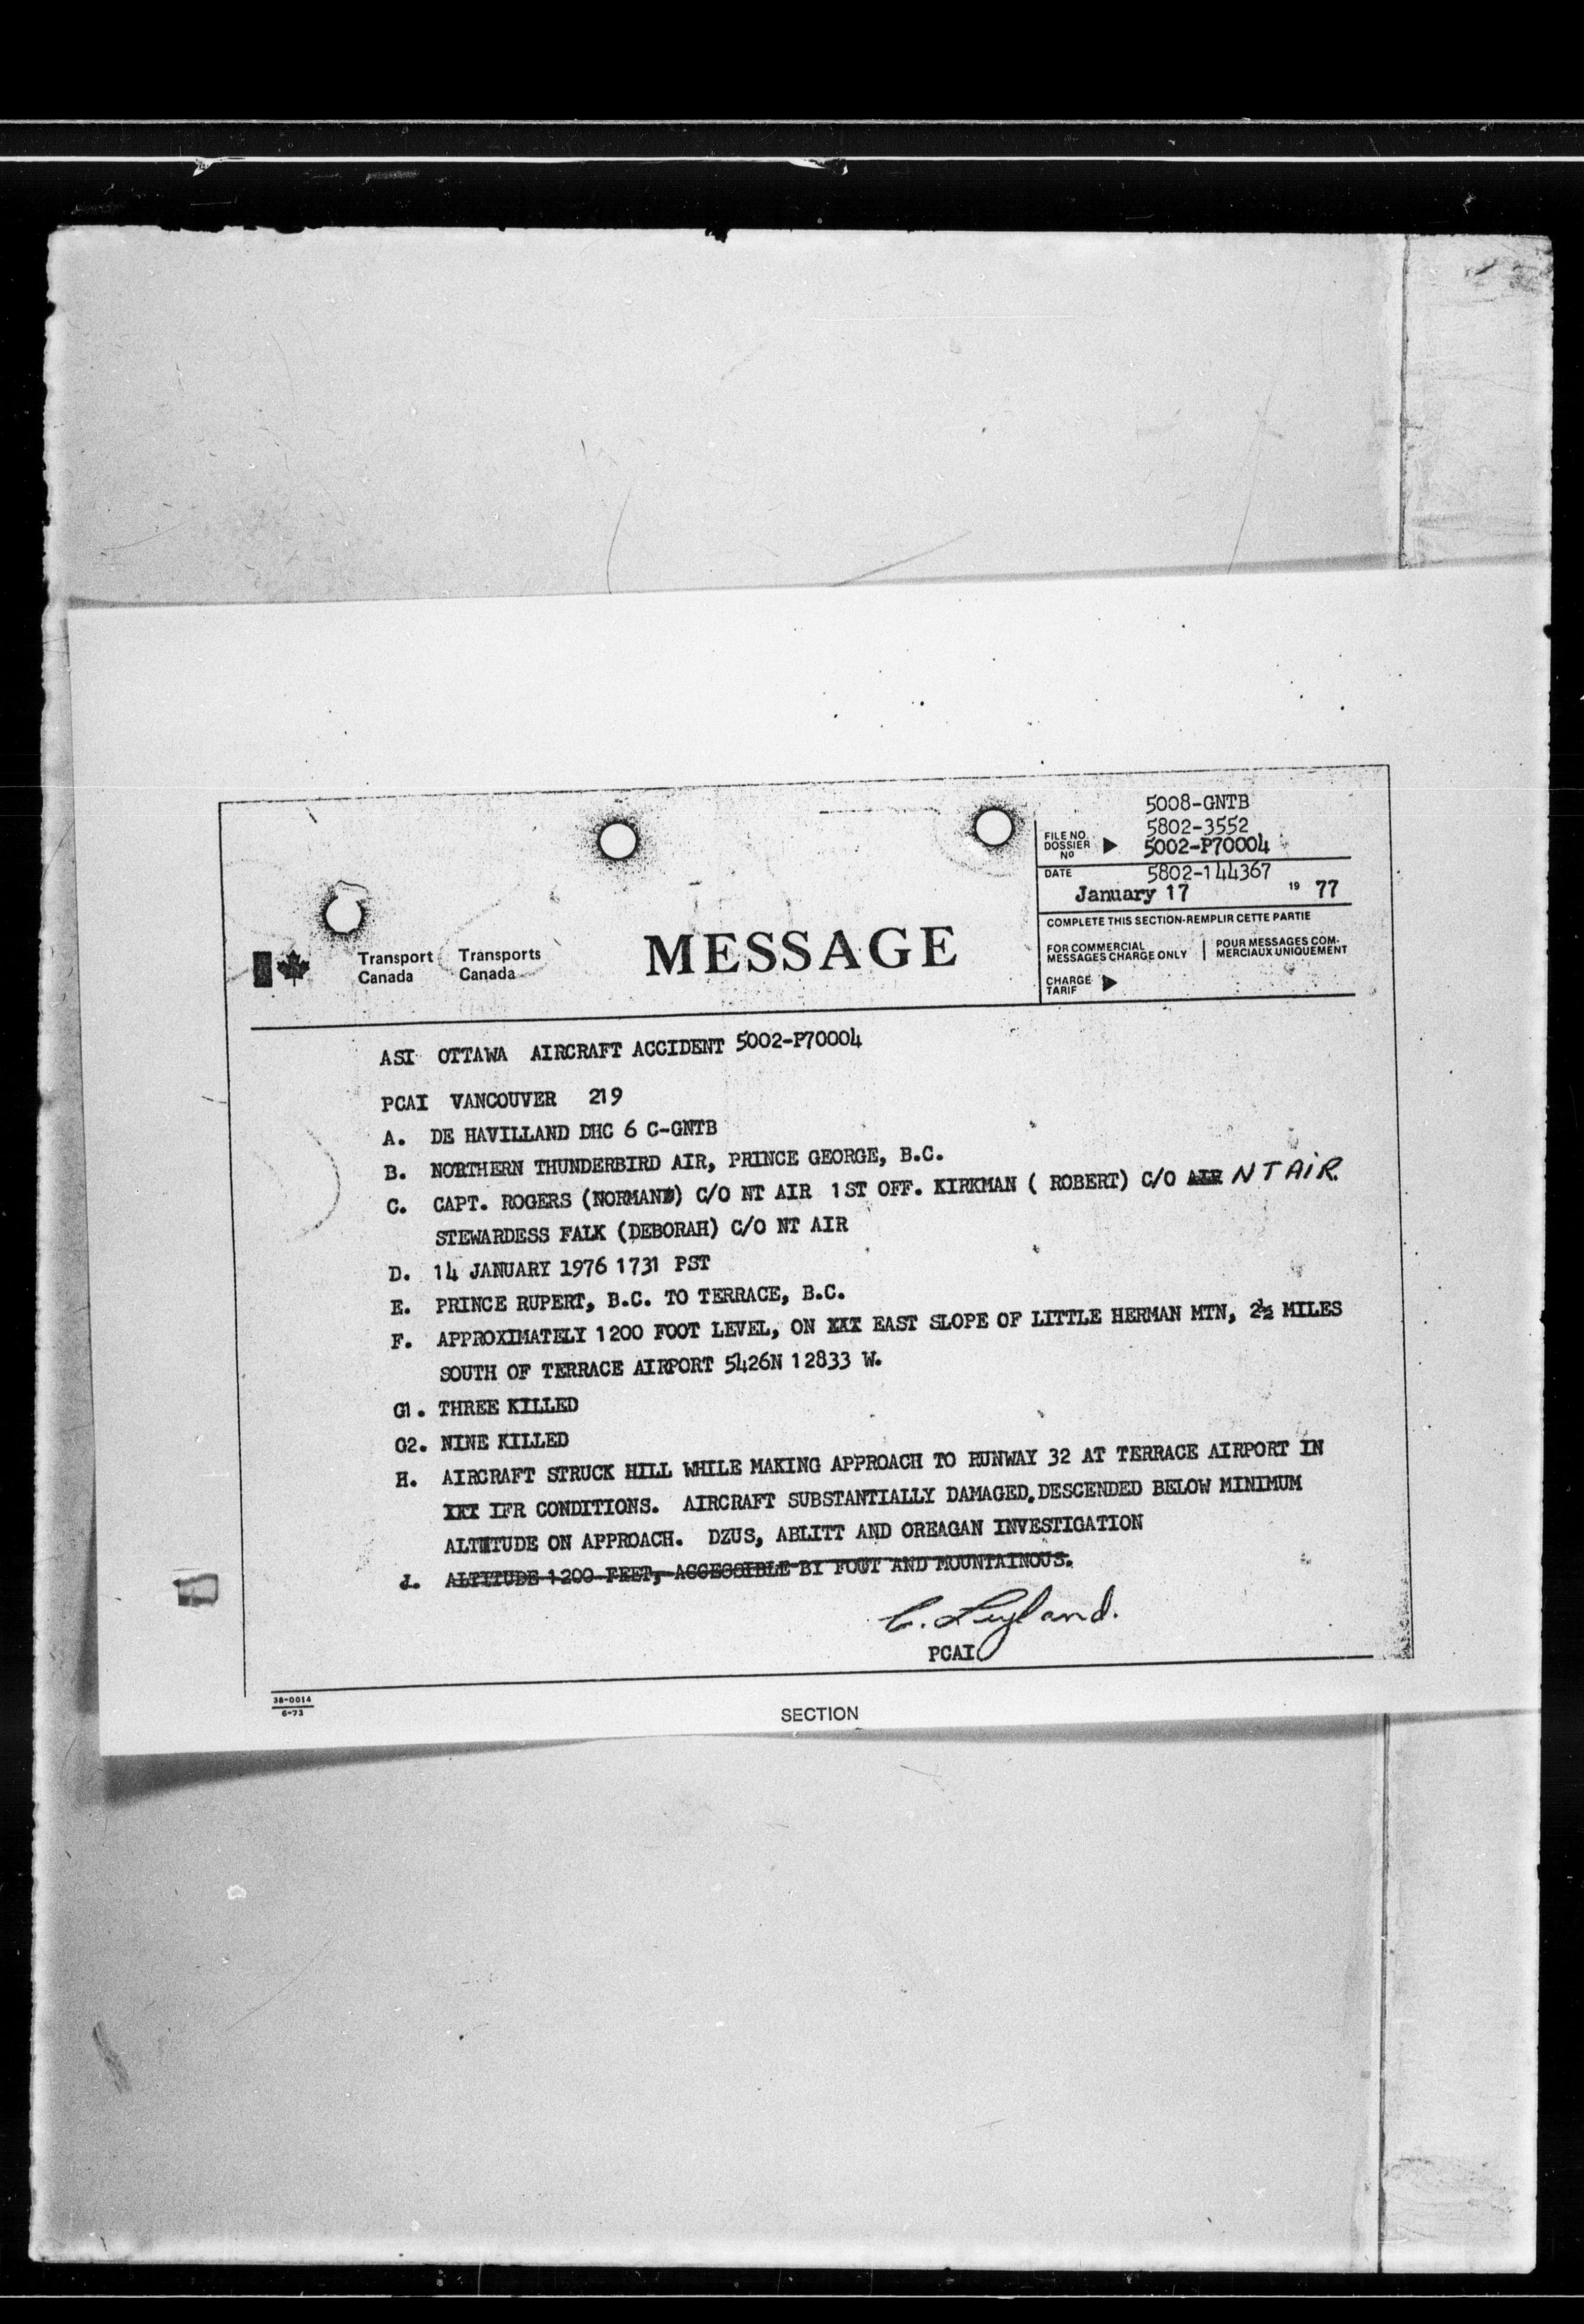 5008-GNTB
5802-3552
FILE NO.
DOSSIER
Nº
5002-P70004
5802-144367
DATE
January 17 19 77
COMPLETE THIS SECTION-REMPLIR CETTE PARTIE
FOR COMMERCIAL
MESSAGES CHARGE ONLY
POUR MESSAGES COM-
MERCIAUX UNIQUEMENT
CHARGE
TARIF
Transport
Canada
Transports
Canada
MESSAGE
ASI OTTAWA AIRCRAFT ACCIDENT 5002-P70004
PCAI VANCOUVER 219
A. DE HAVILLAND DHC 6 C-GNTB
B. NORTHERN THUNDERBIRD AIR, PRINCE GEORGE, B.C.
C. CAPT. ROGERS (NORMAN) C/O NT AIR 1ST OFF. KIRKMAN ( ROBERT) C/O AIR N T AIR.
STEWARDESS FALK (DEBORAH) C/O NT AIR
D. 14 JANUARY 1976 1731 PST
E. PRINCE RUPERT, B.C. TO TERRACE, B.C.
F. APPROXIMATELY 1200 FOOT LEVEL, ON XXX EAST SLOPE OF LITTLE HERMAN MTN, 2½ MILES
SOUTH OF TERRACE AIRPORT 5426N 12833 W.
G1. THREE KILLED
G2. NINE KILLED
H. AIRCRAFT STRUCK HILL WHILE MAKING APPROACH TO RUNWAY 32 AT TERRACE AIRPORT IN
XXX IFR CONDITIONS. AIRCRAFT SUBSTANTIALLY DAMAGED. DESCENDED BELOW MINIMUM
ALTITUDE ON APPROACH. DZUS, ABLITT AND OREAGAN INVESTIGATION
J. ALTITUDE 1200 FEET, ACCESSIBLE BY FOOT AND MOUNTAINOUS.
C. Leyland.
PCAI
38-0014
6-73
SECTION